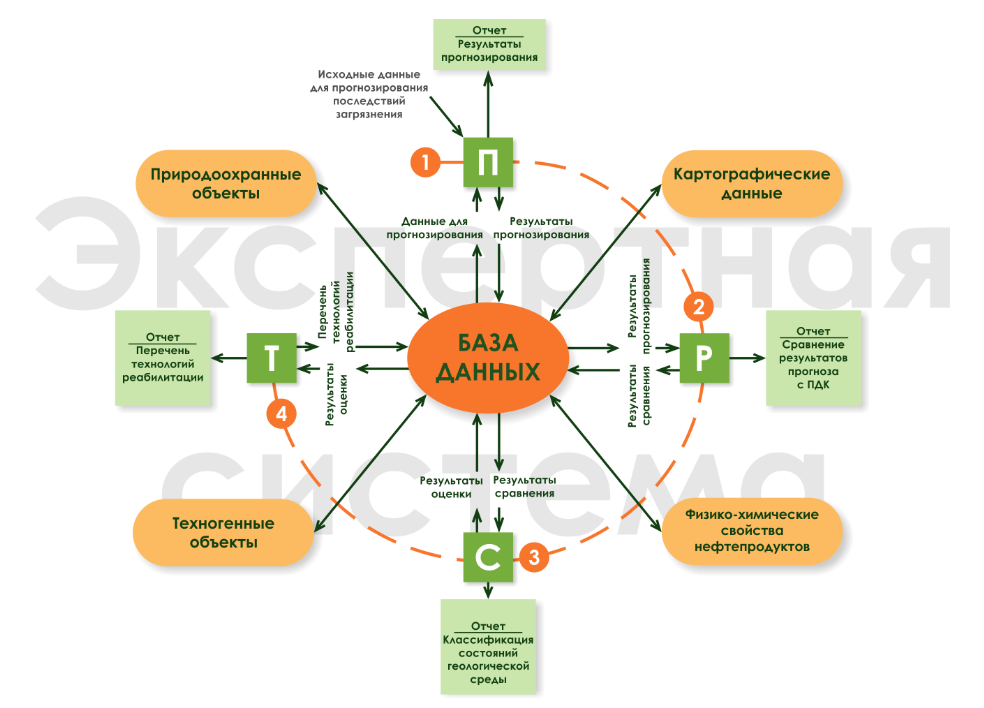 Экспертная
система
Отчет
Результаты
прогнозирования
Исходные данные
для прогнозирования
последствий
загрязнения
1
П
Природоохранные
объекты
Картографические
данные
Данные для
прогнозирования
Результаты
прогнозирования
Перечень
технологий
реабилитации
Результаты
прогнозирования
2
Отчет
Перечень
технологий
реабилитации
Т
БАЗА
ДАННЫХ
Р
Отчет
Сравнение
результатов
прогноза
с ПДК
Результаты
оценки
Результаты
сравнения
4
Результаты
оценки
Результаты
сравнения
Техногенные
объекты
Физико-химические
свойства
нефтепродуктов
С
3
Отчет
Классификация
состояний
геологической
среды